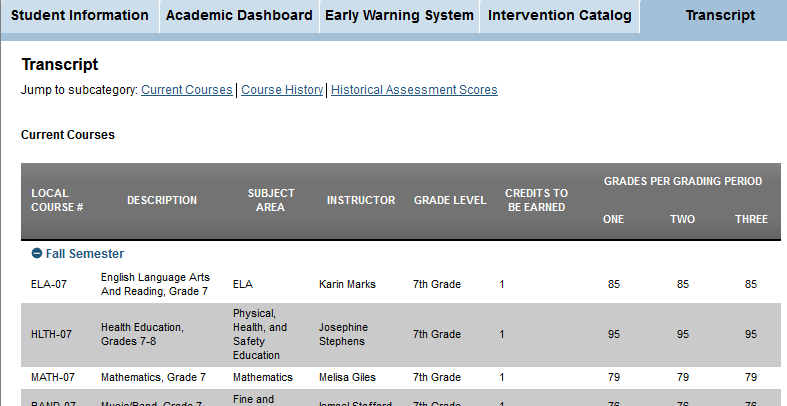 Student Information Academic Dashboard Early Warning System Intervention Catalog Transcript
Transcript
Jump to subcategory: Current Courses | Course History | Historical Assessment Scores
Current Courses
LOCAL COURSE # DESCRIPTION SUBJECT AREA INSTRUCTOR GRADE LEVEL CREDITS TO BE EARNED GRADES PER GRADING PERIOD
ONE TWO THREE
Fall Semester
ELA-07 English Language Arts And Reading, Grade 7 ELA Karin Marks 7th Grade 1 85 85 85
HLTH-07 Health Education, Grades 7-8 Physical, Health, and Safety Education Josephine Stephens 7th Grade 1 95 95 95
MATH-07 Mathematics, Grade 7 Mathematics Melisa Giles 7th Grade 1 79 79 79
BAND-07 Music/Band, Grade 7 Fine and Stafford 7th Grade 1 76 76 76